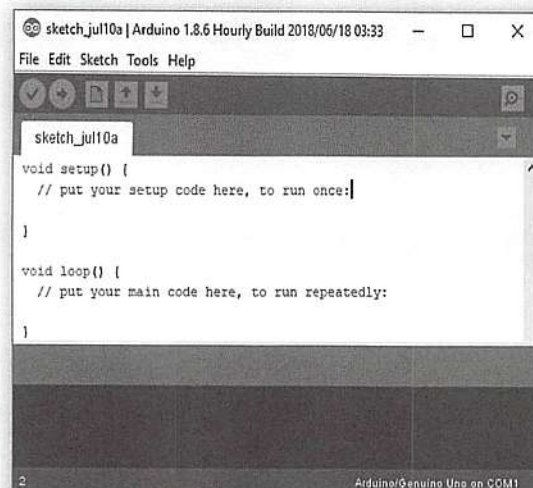 sketch_jul10a | Arduino 1.8.6 Hourly Build 2018/06/18 03:33
File Edit Sketch Tools Help
sketch_jul10a
void setup() {
// put your setup code here, to run once:
}
void loop() {
// put your main code here, to run repeatedly:
}
2
Arduino/Genuino Uno on COM1